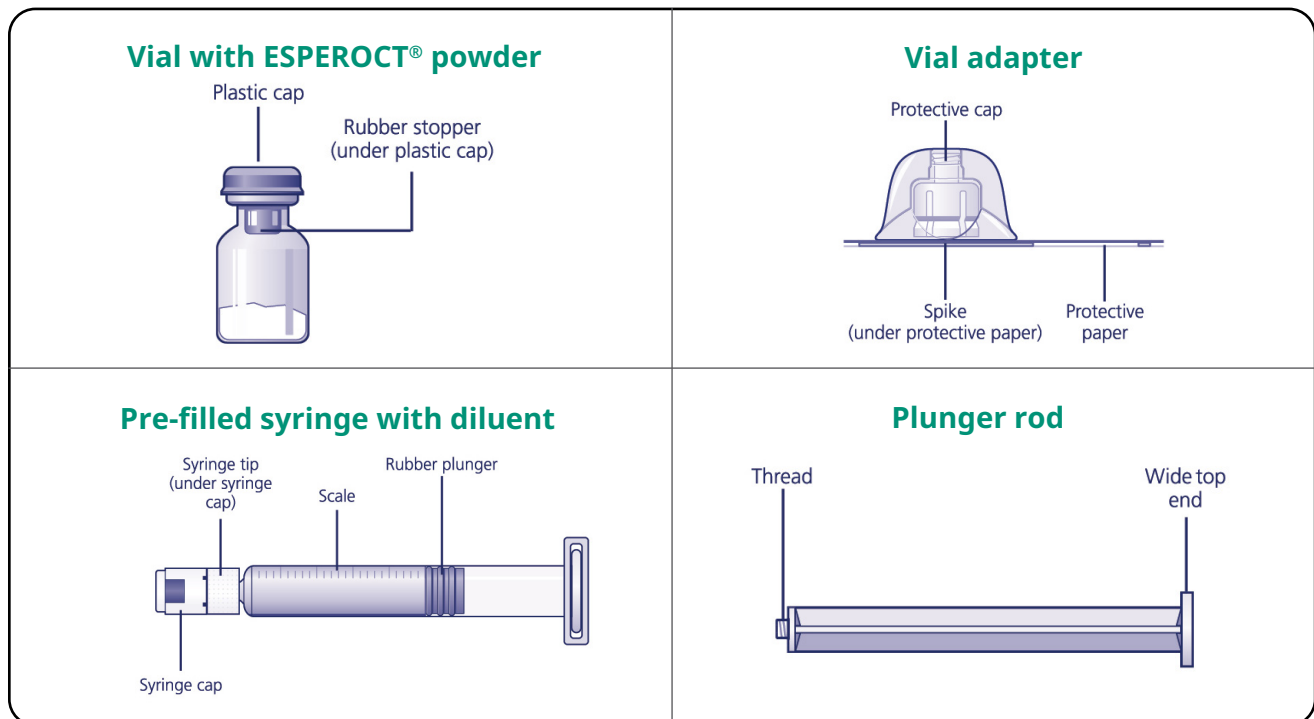 Vial with ESPEROCT® powder
Plastic cap
Rubber stopper
(under plastic cap)
Vial adapter
Protective cap
Spike
(under protective paper)
Protective
paper
Pre-filled syringe with diluent
Syringe tip
(under syringe
cap)
Scale
Rubber plunger
Syringe cap
Plunger rod
Thread
Wide top
end